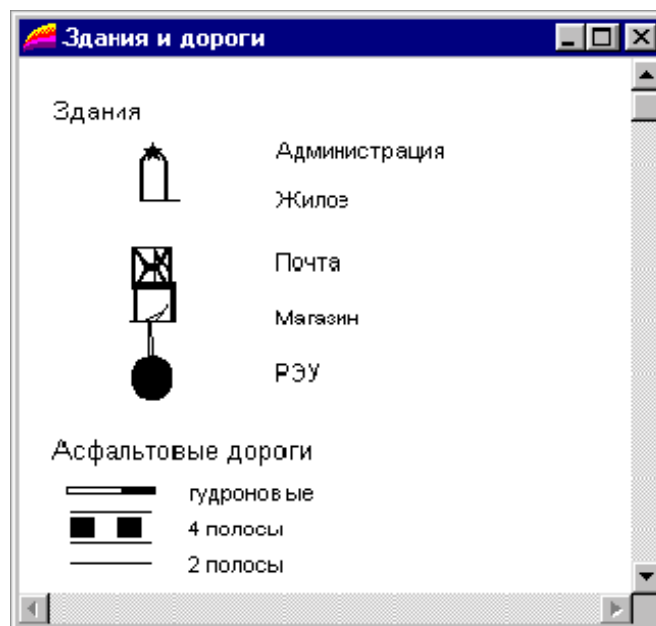 Здания и дороги
Здания
Администрация
Жилое
Почта
Магазин
РЭУ
Асфальтовые дороги
гудроновые
4 полосы
2 полосы